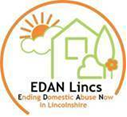 EDAN Lincs
Ending Domestic Abuse Now
in Lincolnshire